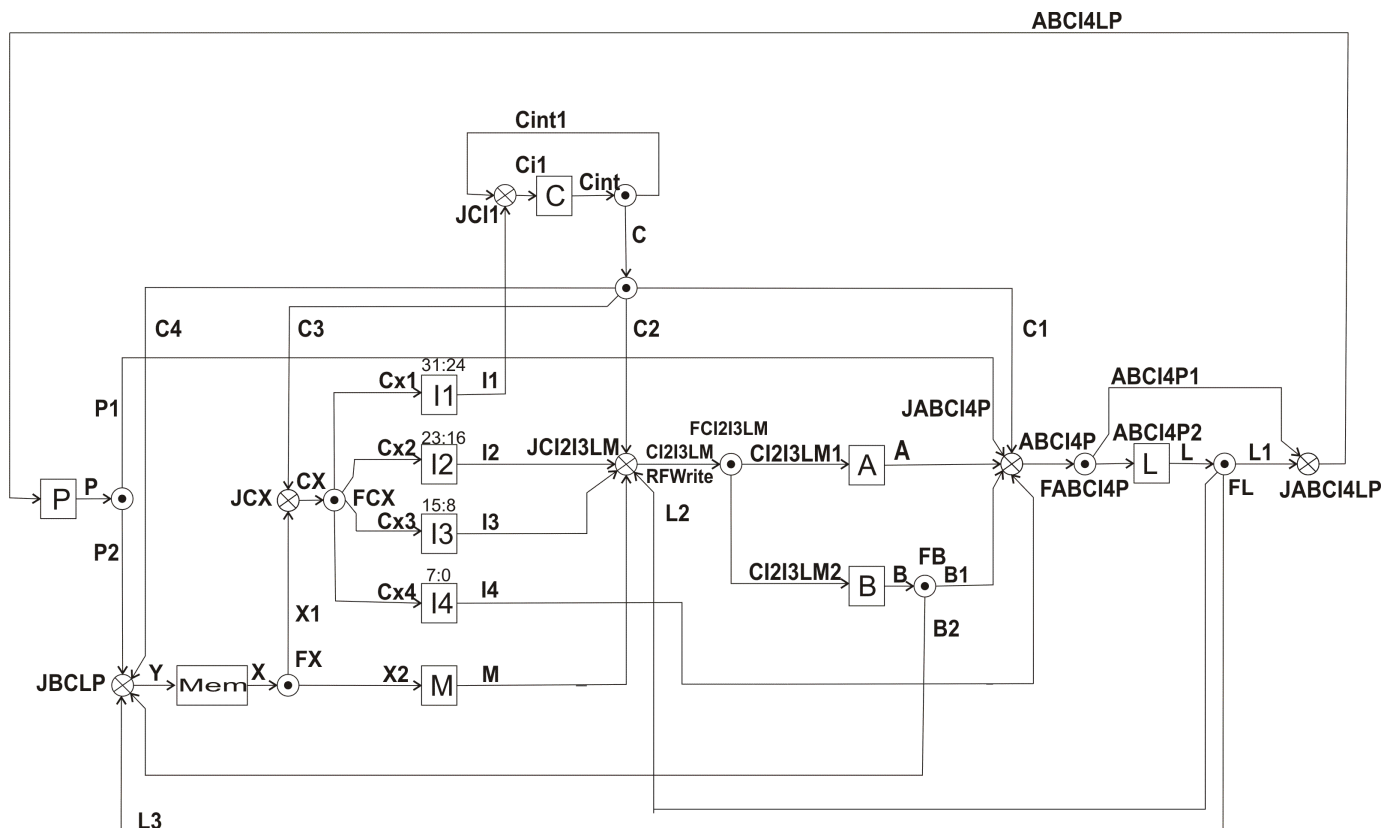 ABCI4LP
Cint1
Ci1
C
Cint
JCI1
C
C4
C3
C2
C1
P1
31:24
Cx1
I1
I1
23:16
Cx2
I2
I2
JCI2I3LM
FCI2I3LM
CI2I3LM
RFWrite
CI2I3LM1
A
A
JABCI4P
ABCI4P1
ABCI4P
ABCI4P2
L
L
L1
FABCI4P
FL
JABCI4LP
P
P
JCX
CX
FCX
15:8
Cx3
I3
I3
L2
P2
7:0
Cx4
I4
I4
CI2I3LM2
B
B
FB
B1
B2
X1
FX
JBCLP
Y
Mem
X
X2
M
M
L3